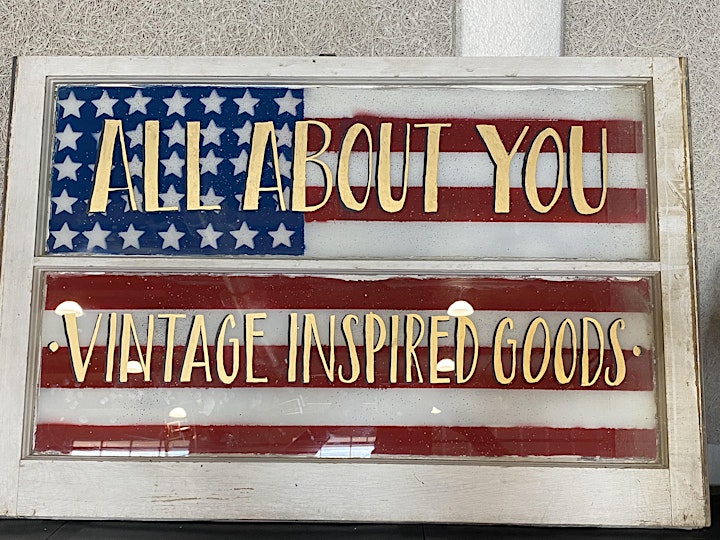 ALL ABOUT YOU
·VINTAGE INSPIRED GOODS·